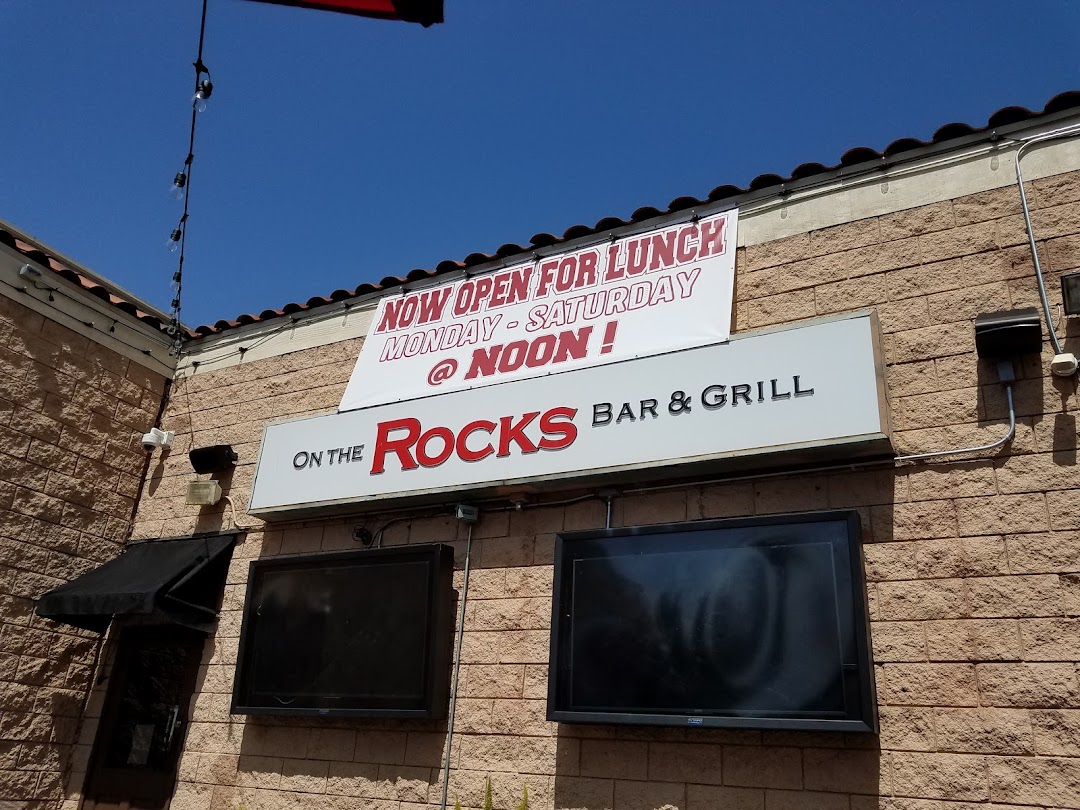 NOW OPEN FOR LUNCH
MONDAY - SATURDAY
@ NOON !
ON THE ROCKS BAR & GRILL